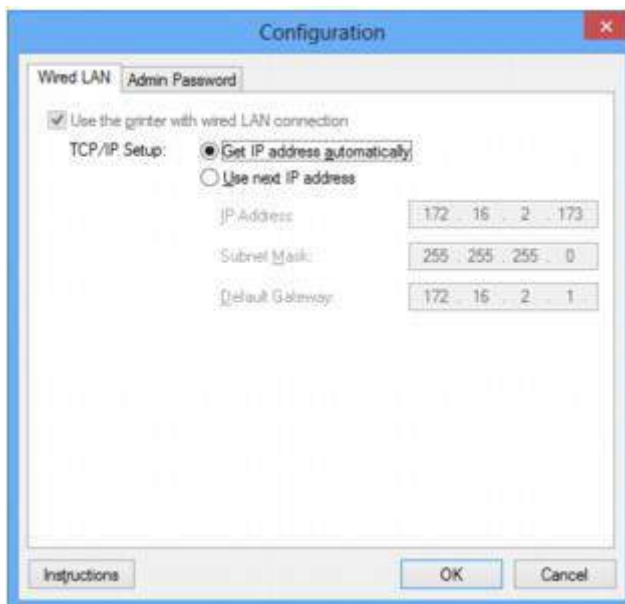 Configuration
Wired LAN Admin Password
Use the printer with wired LAN connection
TCP/IP Setup: Get IP address automatically
Use next IP address
IP Address: 172 . 16 . 2 . 173
Subnet Mask: 255 . 255 . 255 . 0
Default Gateway: 172 . 16 . 2 . 1
Instructions OK Cancel